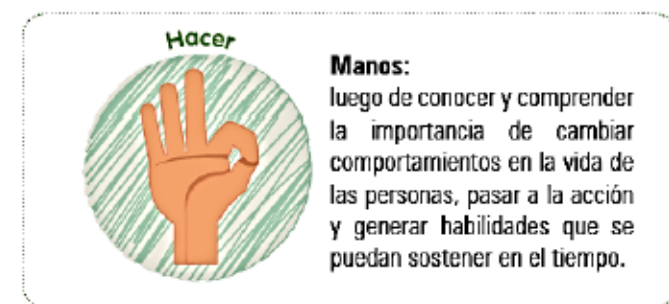 Hacer
Manos:
luego de conocer y comprender
la importancia de cambiar
comportamientos en la vida de
las personas, pasar a la acción
y generar habilidades que se
puedan sostener en el tiempo.